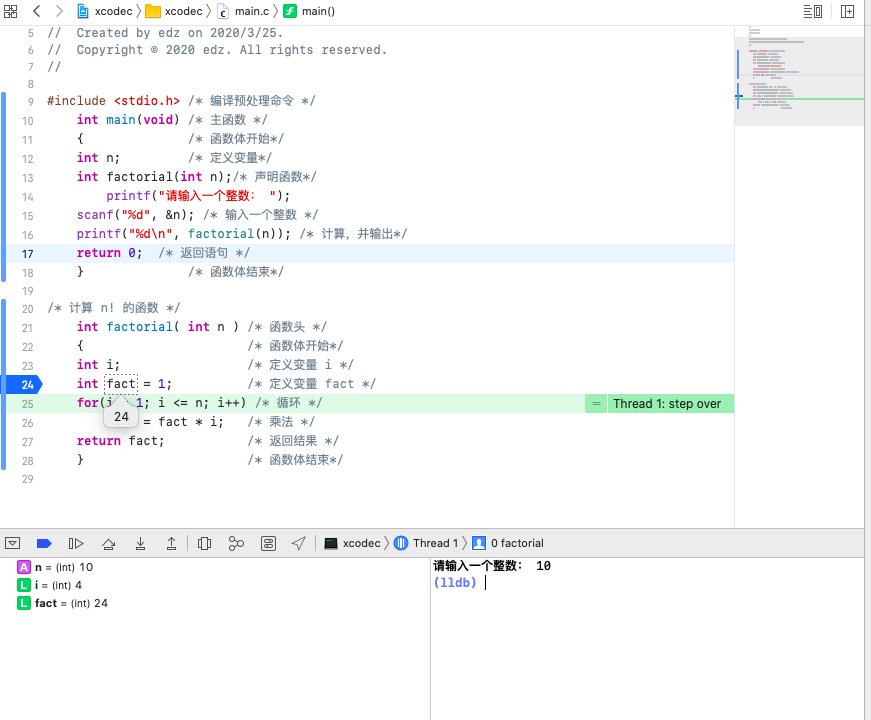 xcodec xcodec main.c main()
5 //  Created by edz on 2020/3/25.
6 //  Copyright © 2020 edz. All rights reserved.
7 //
8
9 #include <stdio.h> /* 编译预处理命令 */
10 int main(void) /* 主函数 */
11 { /* 函数体开始*/
12 int n; /* 定义变量*/
13 int factorial(int n);/* 声明函数*/
14 printf("请输入一个整数： ");
15 scanf("%d", &n); /* 输入一个整数 */
16 printf("%d\n", factorial(n)); /* 计算，并输出*/
17 return 0; /* 返回语句 */
18 } /* 函数体结束*/
19
20 /* 计算 n! 的函数 */
21 int factorial( int n ) /* 函数头 */
22 { /* 函数体开始*/
23 int i; /* 定义变量 i */
24 int fact = 1; /* 定义变量 fact */
25 for(i 1; i <= n; i++) /* 循环 */ = Thread 1: step over
24
26 = fact * i; /* 乘法 */
27 return fact; /* 返回结果 */
28 } /* 函数体结束*/
29
xcodec Thread 1 0 factorial
A n = (int) 10
L i = (int) 4
L fact = (int) 24
请输入一个整数： 10
(lldb)